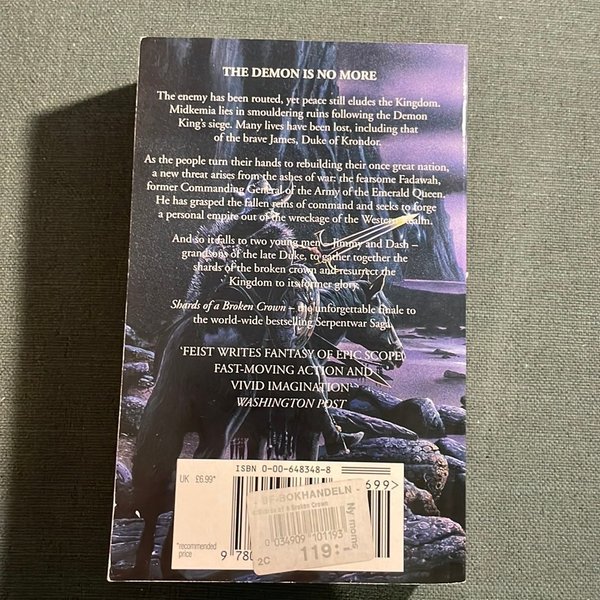 THE DEMON IS NO MORE
The enemy has been routed, yet peace still eludes the Kingdom.
Midkemia lies in smouldering ruins following the Demon
King's siege. Many lives have been lost, including that
of the brave James, Duke of Krondor.
As the people turn their hands to rebuilding their once great nation,
a new threat arises from the ashes of war: the fearsome Fadawah,
former Commanding General of the Army of the Emerald Queen.
He has grasped the fallen reins of command and seeks to forge
a personal empire out of the wreckage of the Western Realm.
And so it falls to two young men – Jimmy and Dash –
grandsons of the late Duke, to gather together the
shards of the broken crown and resurrect the
Kingdom to its former glory.
Shards of a Broken Crown – the unforgettable finale to
the world-wide bestselling Serpentwar Saga.
'FEIST WRITES FANTASY OF EPIC SCOPE,
FAST-MOVING ACTION AND
VIVID IMAGINATION'
WASHINGTON POST
ISBN 0-00-648348-8
UK £6.99*
699>
BOKHANDELN
of a Broken Crown
Ny moms
0 034909 101193
2C 119:-
*recommended
price
9 780